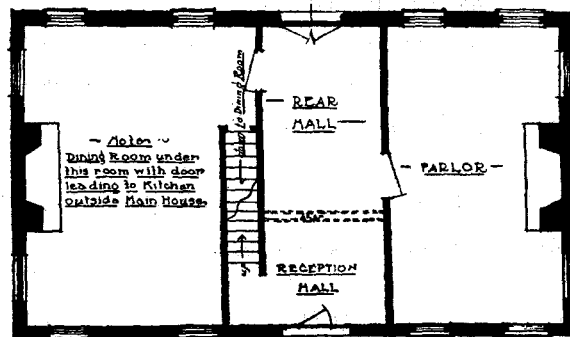 - Note: ~
Dining Room under
this room with door
leading to Kitchen
outside Main House.
down to Dining Room
- REAR
HALL -
- PARLOR -
RECEPTION
HALL